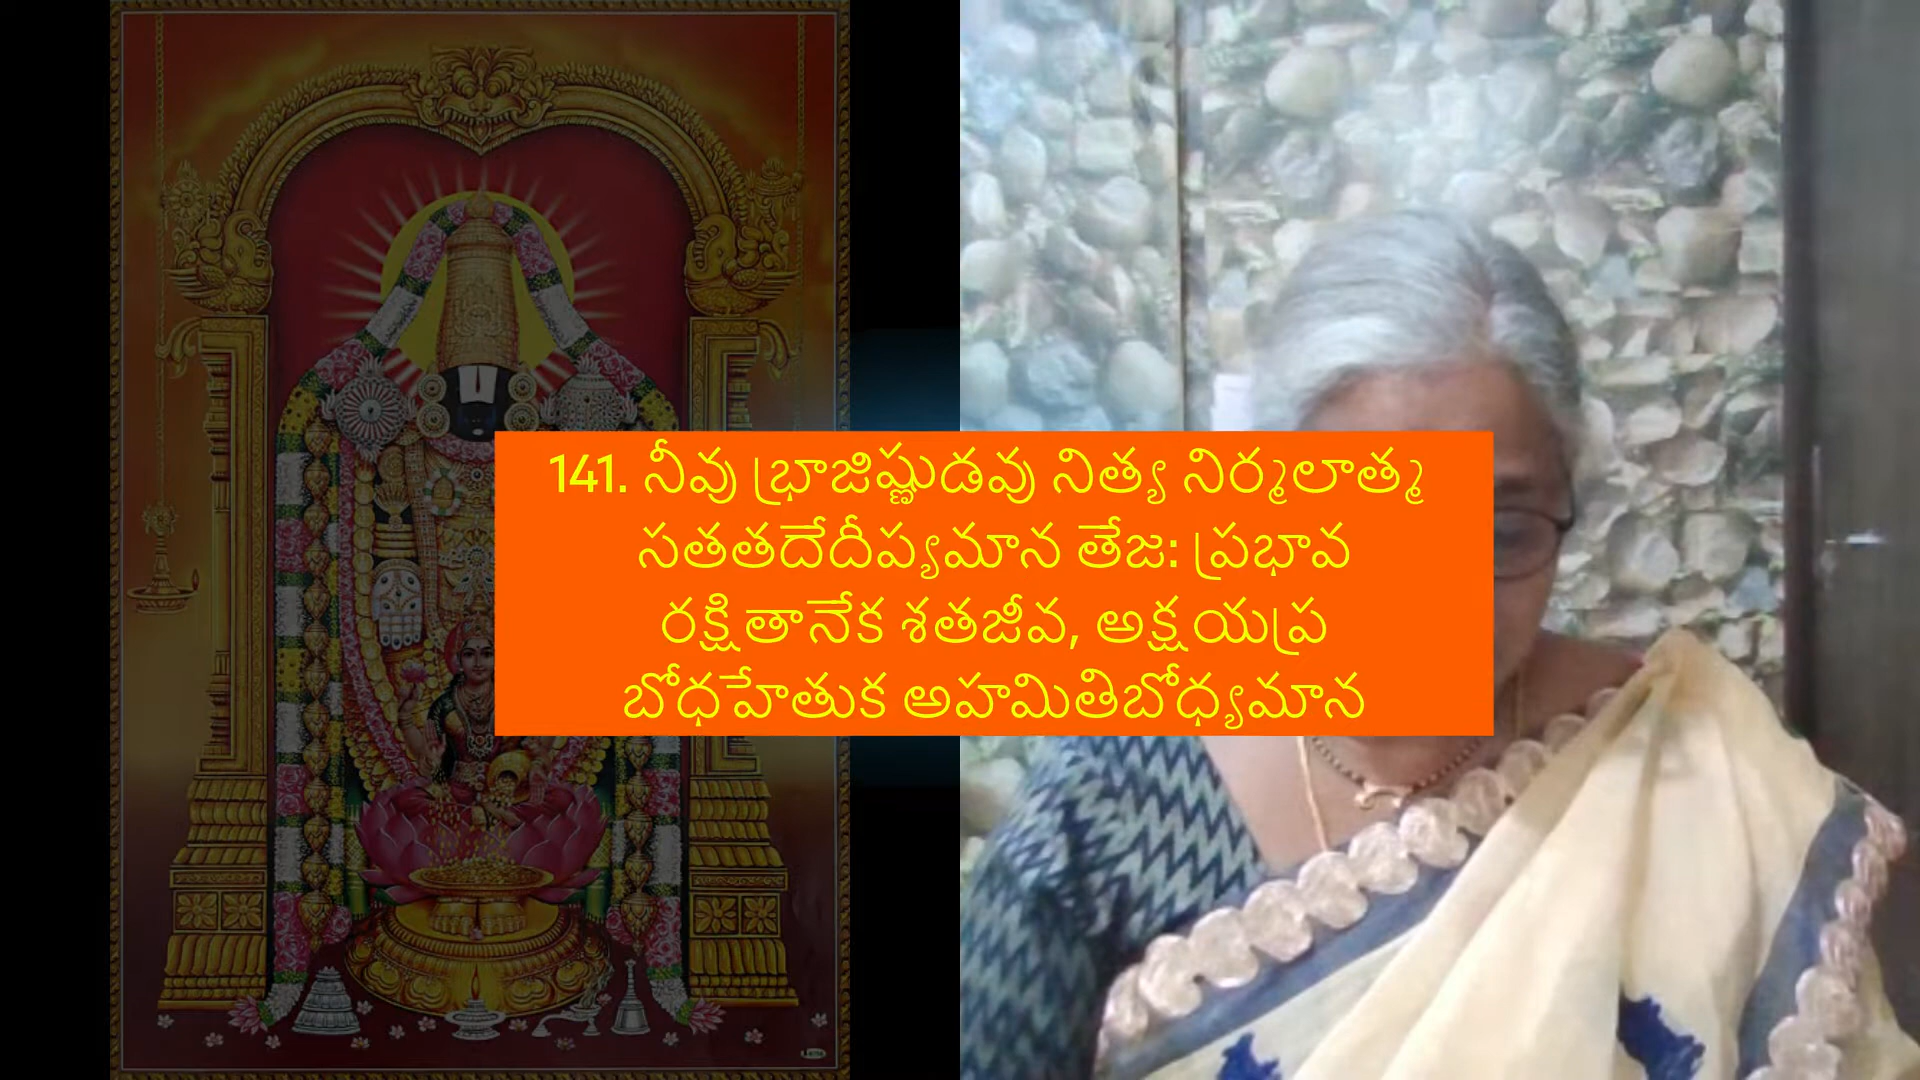 141. నీవు భ్రాజిష్ణుడవు నిత్య నిర్మలాత్మ
సతతదేదీప్యమాన తేజ: ప్రభావ
రక్షితానేక శతజీవ, అక్షయప్ర
బోధహేతుక అహమితిబోధ్యమాన